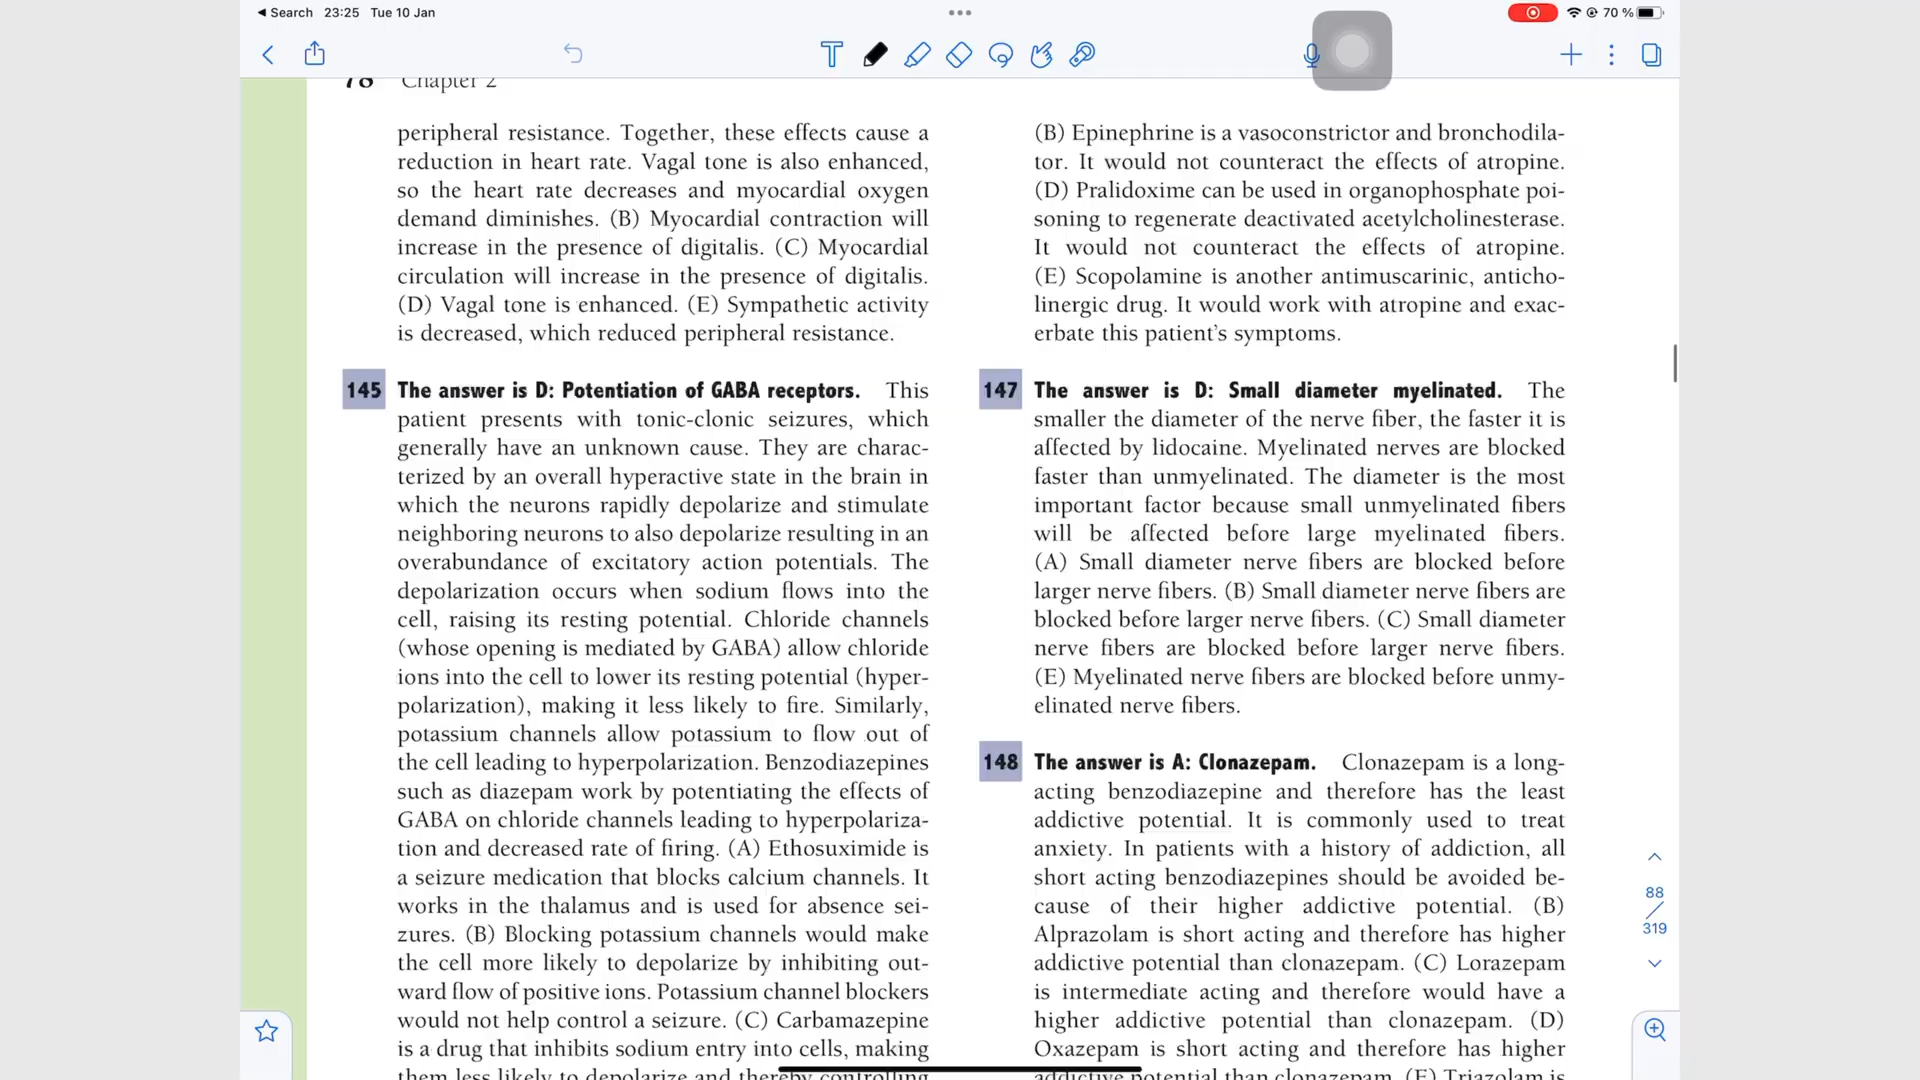 Search 23:25 Tue 10 Jan
70 %
78 Chapter 2
peripheral resistance. Together, these effects cause a
reduction in heart rate. Vagal tone is also enhanced,
so the heart rate decreases and myocardial oxygen
demand diminishes. (B) Myocardial contraction will
increase in the presence of digitalis. (C) Myocardial
circulation will increase in the presence of digitalis.
(D) Vagal tone is enhanced. (E) Sympathetic activity
is decreased, which reduced peripheral resistance.
145 The answer is D: Potentiation of GABA receptors. This
patient presents with tonic-clonic seizures, which
generally have an unknown cause. They are charac-
terized by an overall hyperactive state in the brain in
which the neurons rapidly depolarize and stimulate
neighboring neurons to also depolarize resulting in an
overabundance of excitatory action potentials. The
depolarization occurs when sodium flows into the
cell, raising its resting potential. Chloride channels
(whose opening is mediated by GABA) allow chloride
ions into the cell to lower its resting potential (hyper-
polarization), making it less likely to fire. Similarly,
potassium channels allow potassium to flow out of
the cell leading to hyperpolarization. Benzodiazepines
such as diazepam work by potentiating the effects of
GABA on chloride channels leading to hyperpolariza-
tion and decreased rate of firing. (A) Ethosuximide is
a seizure medication that blocks calcium channels. It
works in the thalamus and is used for absence sei-
zures. (B) Blocking potassium channels would make
the cell more likely to depolarize by inhibiting out-
ward flow of positive ions. Potassium channel blockers
would not help control a seizure. (C) Carbamazepine
is a drug that inhibits sodium entry into cells, making
them less likely to depolarize and thereby controlling
(B) Epinephrine is a vasoconstrictor and bronchodila-
tor. It would not counteract the effects of atropine.
(D) Pralidoxime can be used in organophosphate poi-
soning to regenerate deactivated acetylcholinesterase.
It would not counteract the effects of atropine.
(E) Scopolamine is another antimuscarinic, anticho-
linergic drug. It would work with atropine and exac-
erbate this patient's symptoms.
147 The answer is D: Small diameter myelinated. The
smaller the diameter of the nerve fiber, the faster it is
affected by lidocaine. Myelinated nerves are blocked
faster than unmyelinated. The diameter is the most
important factor because small unmyelinated fibers
will be affected before large myelinated fibers.
(A) Small diameter nerve fibers are blocked before
larger nerve fibers. (B) Small diameter nerve fibers are
blocked before larger nerve fibers. (C) Small diameter
nerve fibers are blocked before larger nerve fibers.
(E) Myelinated nerve fibers are blocked before unmy-
elinated nerve fibers.
148 The answer is A: Clonazepam. Clonazepam is a long-
acting benzodiazepine and therefore has the least
addictive potential. It is commonly used to treat
anxiety. In patients with a history of addiction, all
short acting benzodiazepines should be avoided be-
cause of their higher addictive potential. (B)
Alprazolam is short acting and therefore has higher
addictive potential than clonazepam. (C) Lorazepam
is intermediate acting and therefore would have a
higher addictive potential than clonazepam. (D)
Oxazepam is short acting and therefore has higher
addictive potential than clonazepam. (E) Triazolam is
88
319